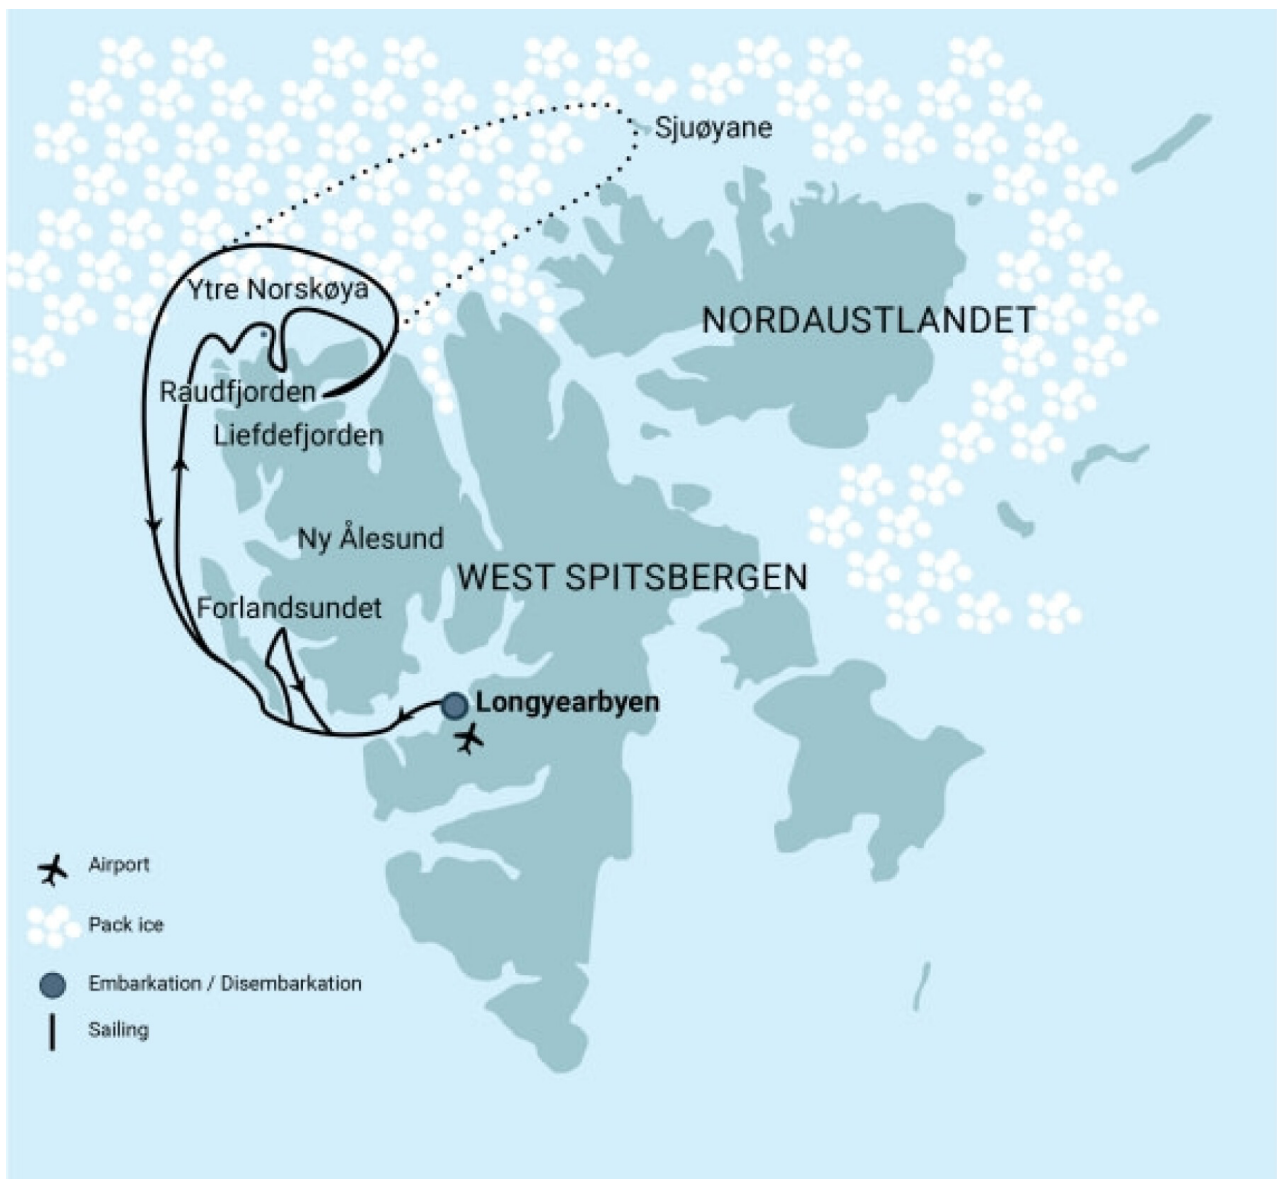 Sjuøyane
Ytre Norskøya
NORDAUSTLANDET
Raudfjorden
Liefdefjorden
Ny Ålesund
WEST SPITSBERGEN
Forlandsundet
Longyearbyen
Airport
Pack ice
Embarkation / Disembarkation
Sailing